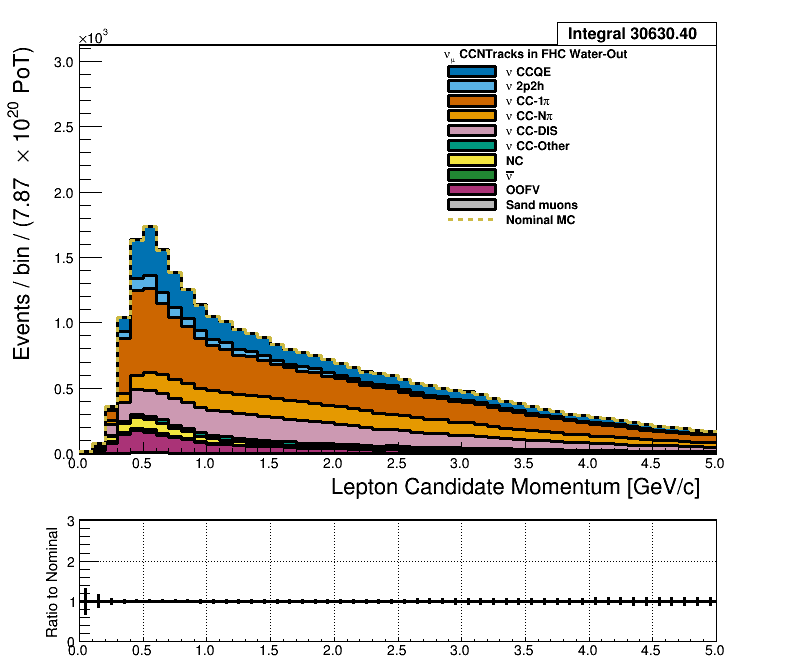 Integral 30630.40
×10³
ν_μ CCNTracks in FHC Water-Out
ν CCQE
ν 2p2h
ν CC-1π
ν CC-Nπ
ν CC-DIS
ν CC-Other
NC
ν̅
OOFV
Sand muons
Nominal MC
Events / bin / (7.87 × 10²⁰ PoT)
3.0
2.5
2.0
1.5
1.0
0.5
0.0
0.0 0.5 1.0 1.5 2.0 2.5 3.0 3.5 4.0 4.5 5.0
Lepton Candidate Momentum [GeV/c]
Ratio to Nominal
3
2
1
0
0.0 0.5 1.0 1.5 2.0 2.5 3.0 3.5 4.0 4.5 5.0